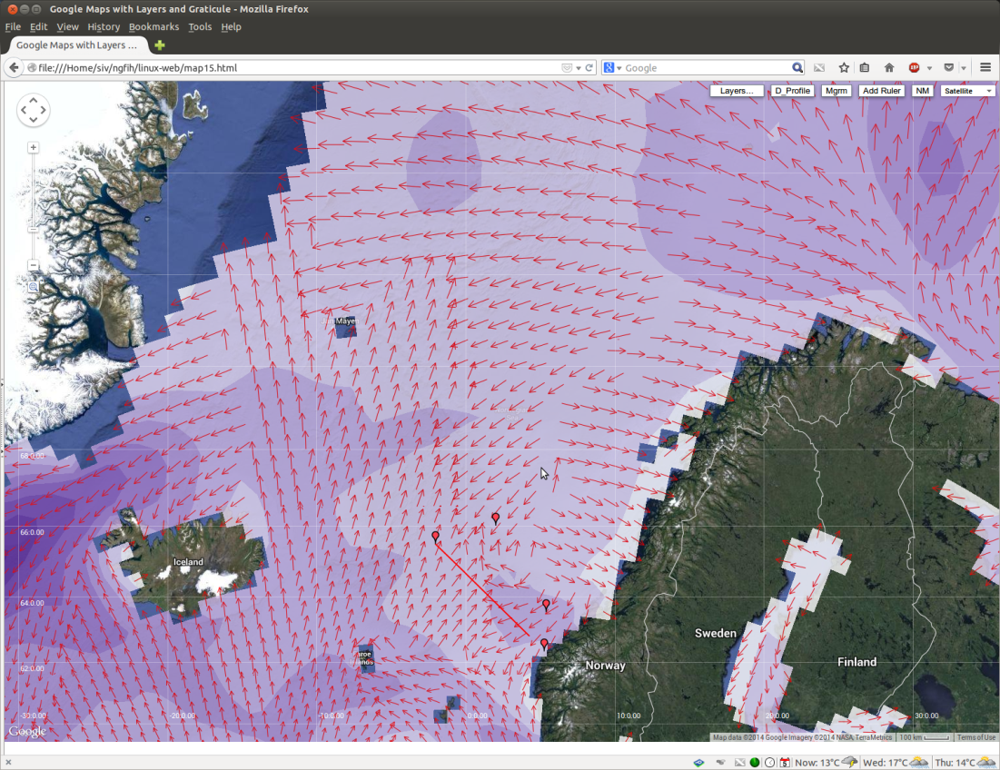 Google Maps with Layers and Graticule - Mozilla Firefox
File Edit View History Bookmarks Tools Help
Google Maps with Layers ...
file:///Home/siv/ngfih/linux-web/map15.html
Google
Layers... D_Profile Mgrm Add Ruler NM Satellite
Mayen
68:0.00
66:0.00
Iceland
64:0.00
Sweden
62:0.00
Norway
Finland
-30:0.00 -20:0.00 -10:0.00 0:0.00 10:0.00 20:0.00 30:0.00
Google
Map data ©2014 Google Imagery ©2014 NASA, TerraMetrics 100 km Terms of Use
5 Now: 13°C Wed: 17°C Thu: 14°C